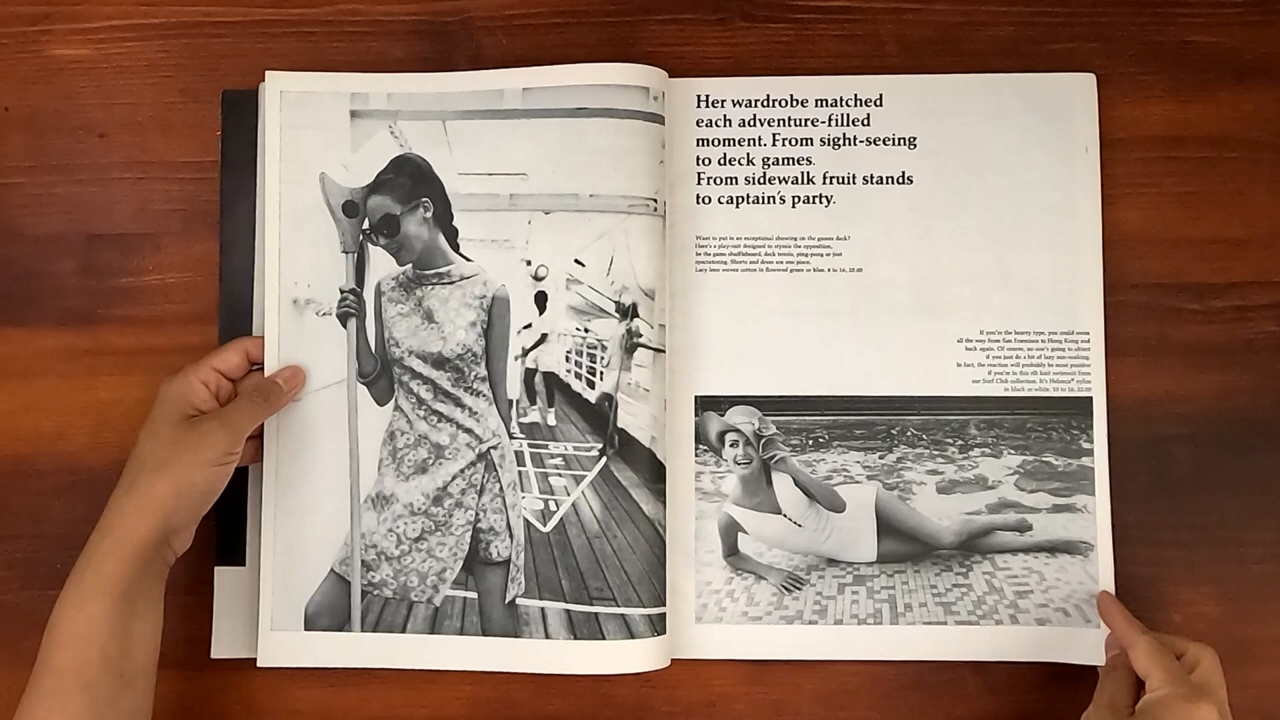 Her wardrobe matched
each adventure-filled
moment. From sight-seeing
to deck games.
From sidewalk fruit stands
to captain's party.
Want to put in an exceptional showing on the games deck?
Here's a play-suit designed to stymie the opposition,
be the game shuffleboard, deck tennis, ping-pong or just
spectatoring. Shorts and dress are one piece.
Lacy leno woven cotton in flowered green or blue. 8 to 16, 25.00
If you're the hearty type, you could swim
all the way from San Francisco to Hong Kong and
back again. Of course, no one's going to object
if you just do a bit of lazy sun-soaking.
In fact, the reaction will probably be most positive
if you're in this rib knit swimsuit from
our Surf Club collection. It's Helanca® nylon
in black or white. 10 to 16, 23.00